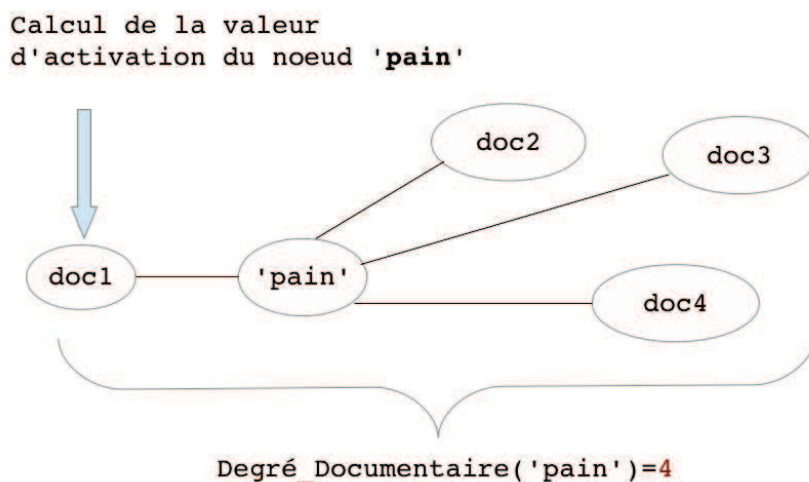 Calcul de la valeur
d'activation du noeud 'pain'
doc2
doc3
doc1
'pain'
doc4
Degré_Documentaire('pain')=4